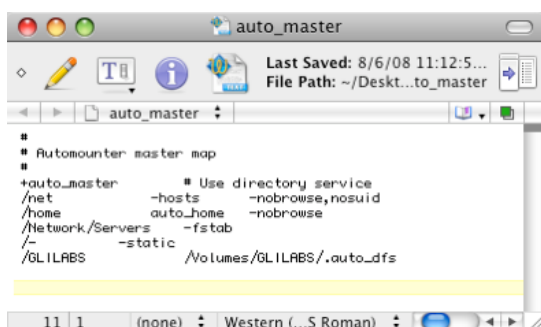 auto_master
Last Saved: 8/6/08 11:12:5...
File Path: ~/Deskt...to_master
auto_master
#
# Automounter master map
#
+auto_master # Use directory service
/net -hosts -nobrowse,nosuid
/home auto_home -nobrowse
/Network/Servers -fstab
/- -static
/GLILABS /Volumes/GLILABS/.auto_dfs
11 1 (none) Western (...S Roman)